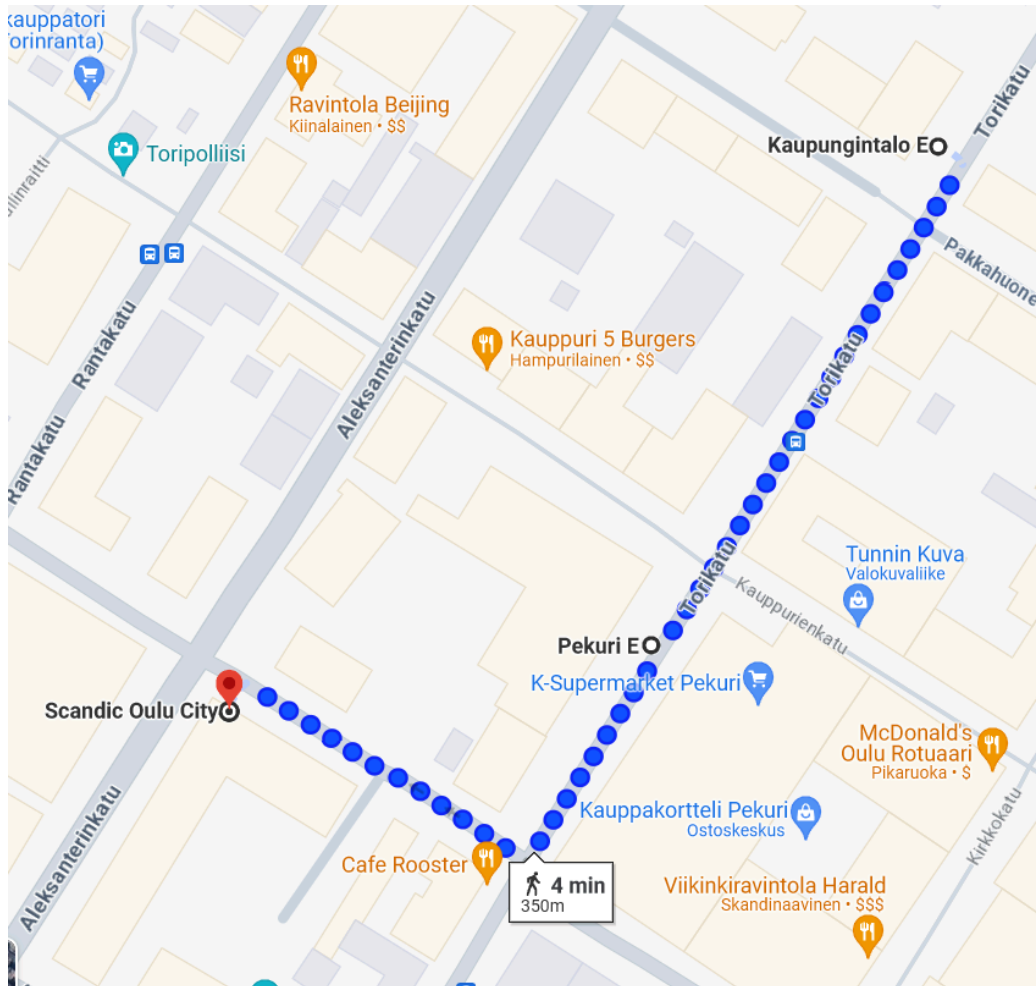 kauppatori
Torinranta)
Ravintola Beijing
Kiinalainen • $$
Toripolliisi
Kaupungintalo E
Torikatu
Pakkahuone
Rantakatu
Rantakatu
Aleksanterinkatu
Kauppuri 5 Burgers
Hampurilainen • $$
Torikatu
Tunnin Kuva
Valokuvaliike
Torikatu
Kauppurienkatu
Pekuri E
K-Supermarket Pekuri
Scandic Oulu City
McDonald's
Oulu Rotuaari
Pikaruoka • $
Kauppakortteli Pekuri
Ostoskeskus
Kirkkokatu
Aleksanterinkatu
Cafe Rooster
4 min
350m
Viikinkiravintola Harald
Skandinaavinen • $$$